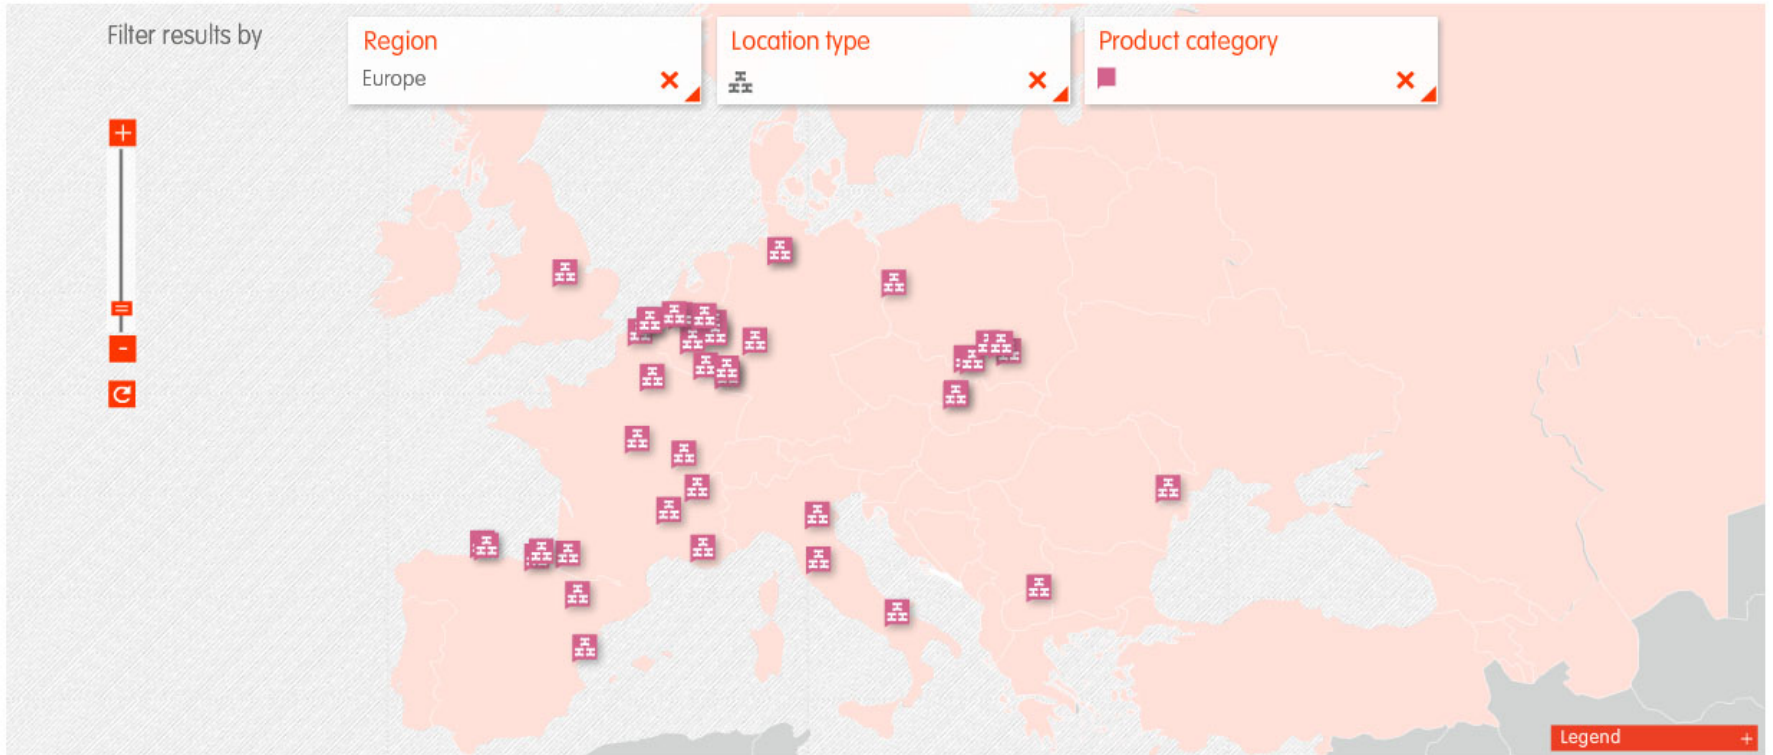 Filter results by
Region
Europe
Location type
Product category
Legend +